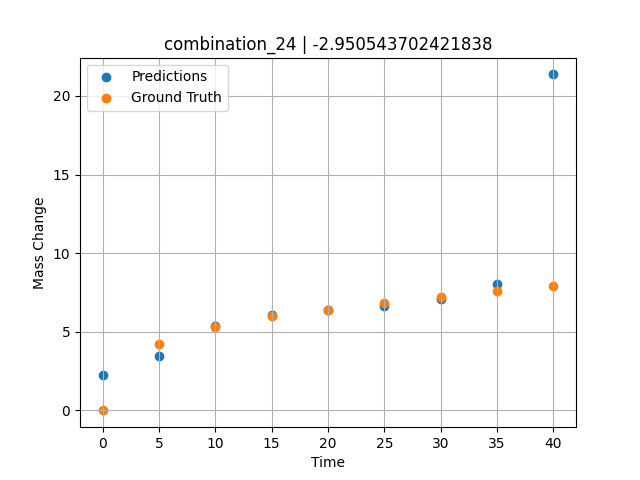 combination_24 | -2.950543702421838
Predictions
Ground Truth
20
15
10
5
0
Mass Change
0 5 10 15 20 25 30 35 40
Time